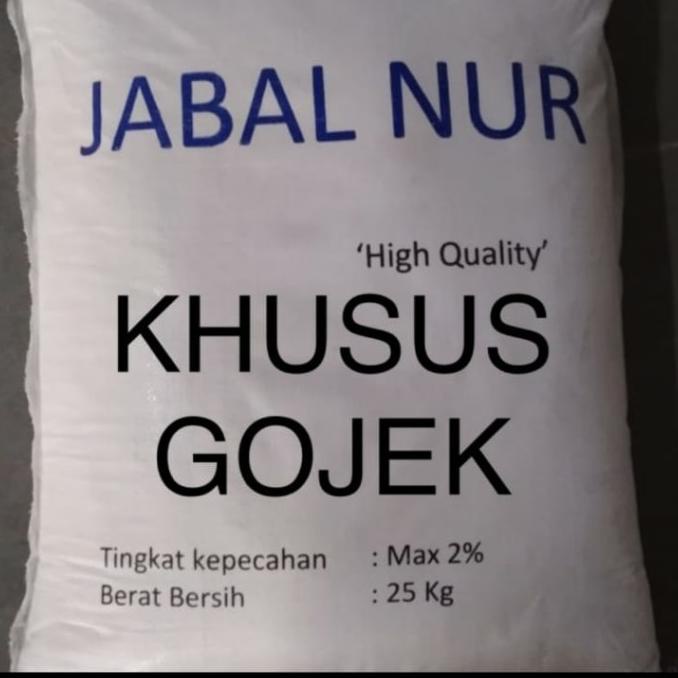 JABAL NUR
'High Quality'
KHUSUS
GOJEK
Tingkat kepecahan : Max 2%
Berat Bersih : 25 Kg